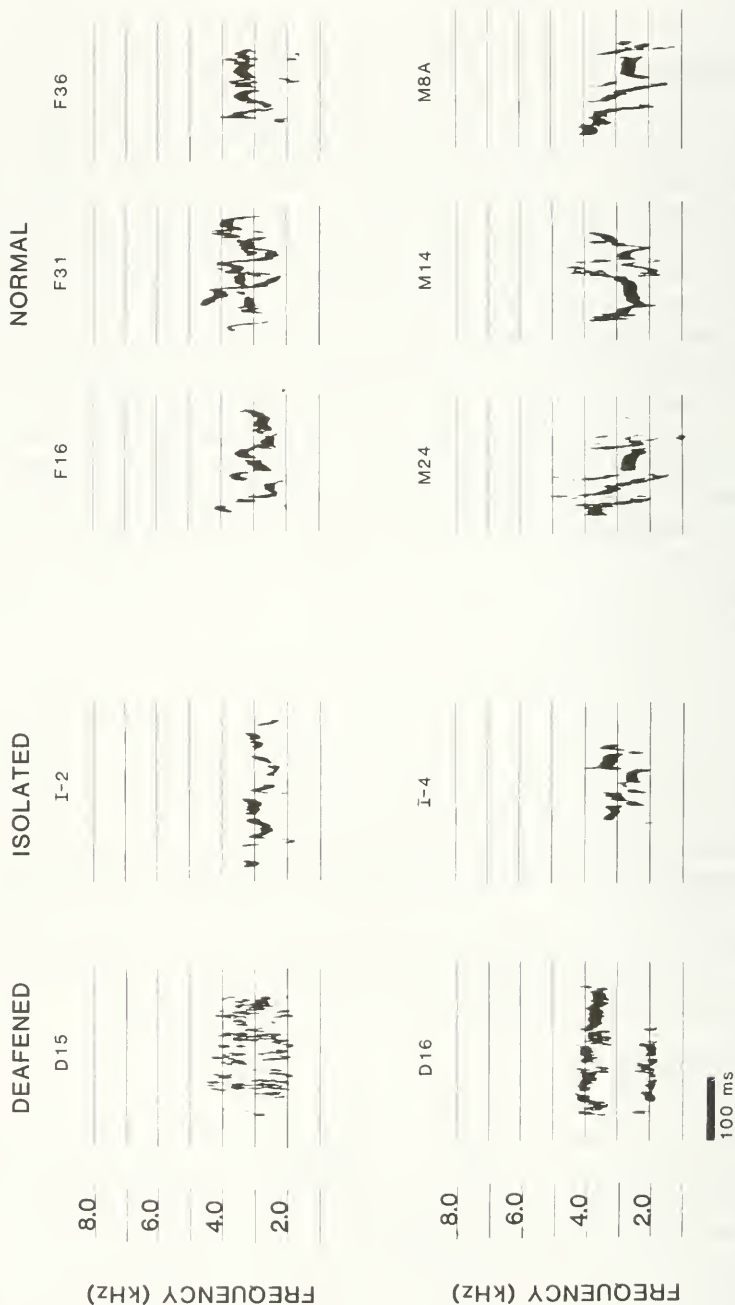 DEAFENED
ISOLATED
NORMAL
D15
I-2
F16
F31
F36
FREQUENCY (kHz)
8.0
6.0
4.0
2.0
D16
I-4
M24
M14
M8A
FREQUENCY (kHz)
8.0
6.0
4.0
2.0
100 ms